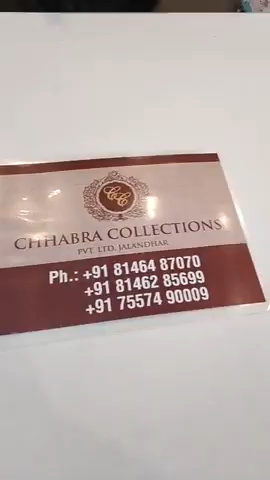 CC
CHHABRA COLLECTIONS
PVT. LTD. JALANDHAR
Ph.: +91 81464 87070
+91 81462 85699
+91 75574 90009